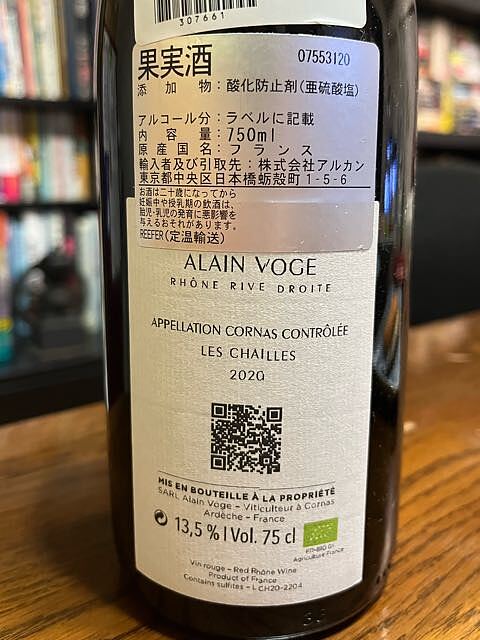 307661
果実酒 07553120
添加物：酸化防止剤(亜硫酸塩)
アルコール分：ラベルに記載
内容量：750ml
原産国名：フランス
輸入者及び引取先：株式会社アルカン
東京都中央区日本橋蛎殻町1-5-6
お酒は二十歳になってから
妊娠中や授乳期の飲酒は、
胎児・乳児の発育に悪影響を
与えるおそれがあります。
REEFER(定温輸送)
ALAIN VOGE
RHÔNE RIVE DROITE
APPELLATION CORNAS CONTRÔLÉE
LES CHAILLES
2020
MIS EN BOUTEILLE À LA PROPRIÉTÉ
SARL Alain Voge – Viticulteur à Cornas
Ardèche – France
13,5 % | Vol. 75 cl
FR-BIO-01
Agriculture France
Vin rouge - Red Rhône Wine
Product of France
Contains sulfites - L CH20-2204